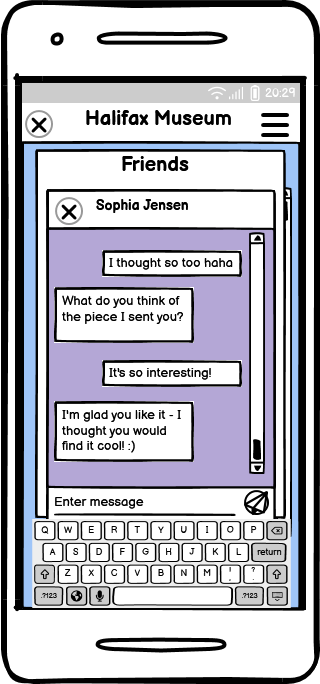 20:29
Halifax Museum
Friends
Sophia Jensen
I thought so too haha
What do you think of
the piece I sent you?
It's so interesting!
I'm glad you like it - I
thought you would
find it cool! :)
Enter message
Q W E R T Y U I O P
A S D F G H J K L return
Z X C V B N M ! , ? .
.?123 .?123